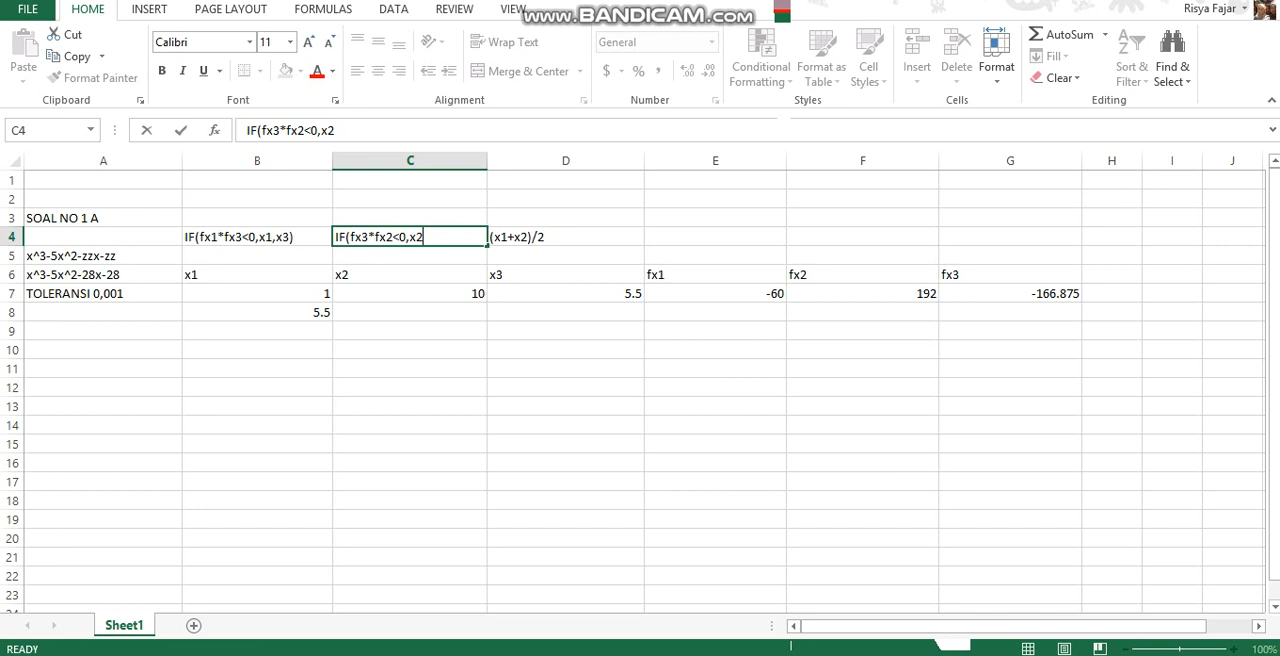 www.BANDICAM.com
FILE HOME INSERT PAGE LAYOUT FORMULAS DATA REVIEW VIEW Risya Fajar
Paste Cut Calibri 11 Wrap Text General Conditional Formatting Format as Table Cell Styles Insert Delete Format AutoSum Sort & Filter Find & Select
Copy
Format Painter B I U Merge & Center $ % , Fill
Clear
Clipboard Font Alignment Number Styles Cells Editing
C4 fx IF(fx3*fx2<0,x2
A B C D E F G H I J
1
2
3 SOAL NO 1 A
4 IF(fx1*fx3<0,x1,x3) IF(fx3*fx2<0,x2 (x1+x2)/2
5 x^3-5x^2-zzx-zz
6 x^3-5x^2-28x-28 x1 x2 x3 fx1 fx2 fx3
7 TOLERANSI 0,001 1 10 5.5 -60 192 -166.875
8 5.5
9
10
11
12
13
14
15
16
17
18
19
20
21
22
23
Sheet1
READY 100%